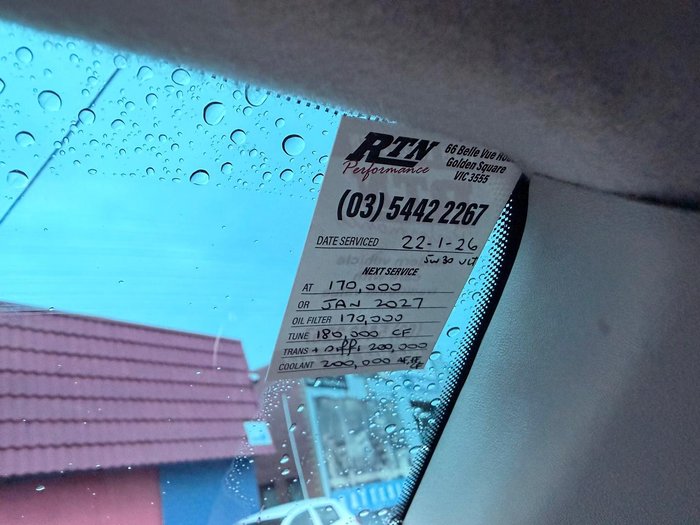 RTN
Performance
66 Belle Vue
Golden Square
VIC 3555
(03) 5442 2267
DATE SERVICED 22-1-26
5W30
NEXT SERVICE
AT 170,000
OR JAN 2027
OIL FILTER 170,000
TUNE 180,000 CF
TRANS + Diff 200,000
COOLANT 200,000